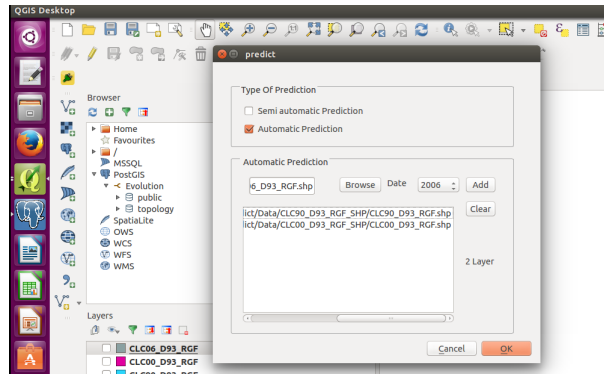 QGIS Desktop
predict
Type Of Prediction
Semi automatic Prediction
Automatic Prediction
Automatic Prediction
6_D93_RGF.shp Browse Date 2006 Add
ict/Data/CLC90_D93_RGF_SHP/CLC90_D93_RGF.shp Clear
lict/Data/CLC00_D93_RGF_SHP/CLC00_D93_RGF.shp
2 Layer
Cancel OK
Browser
Home
Favourites
/
MSSQL
PostGIS
Evolution
public
topology
SpatiaLite
OWS
WCS
WFS
WMS
Layers
CLC06_D93_RGF
CLC00_D93_RGF
CLC00_D93_RGF